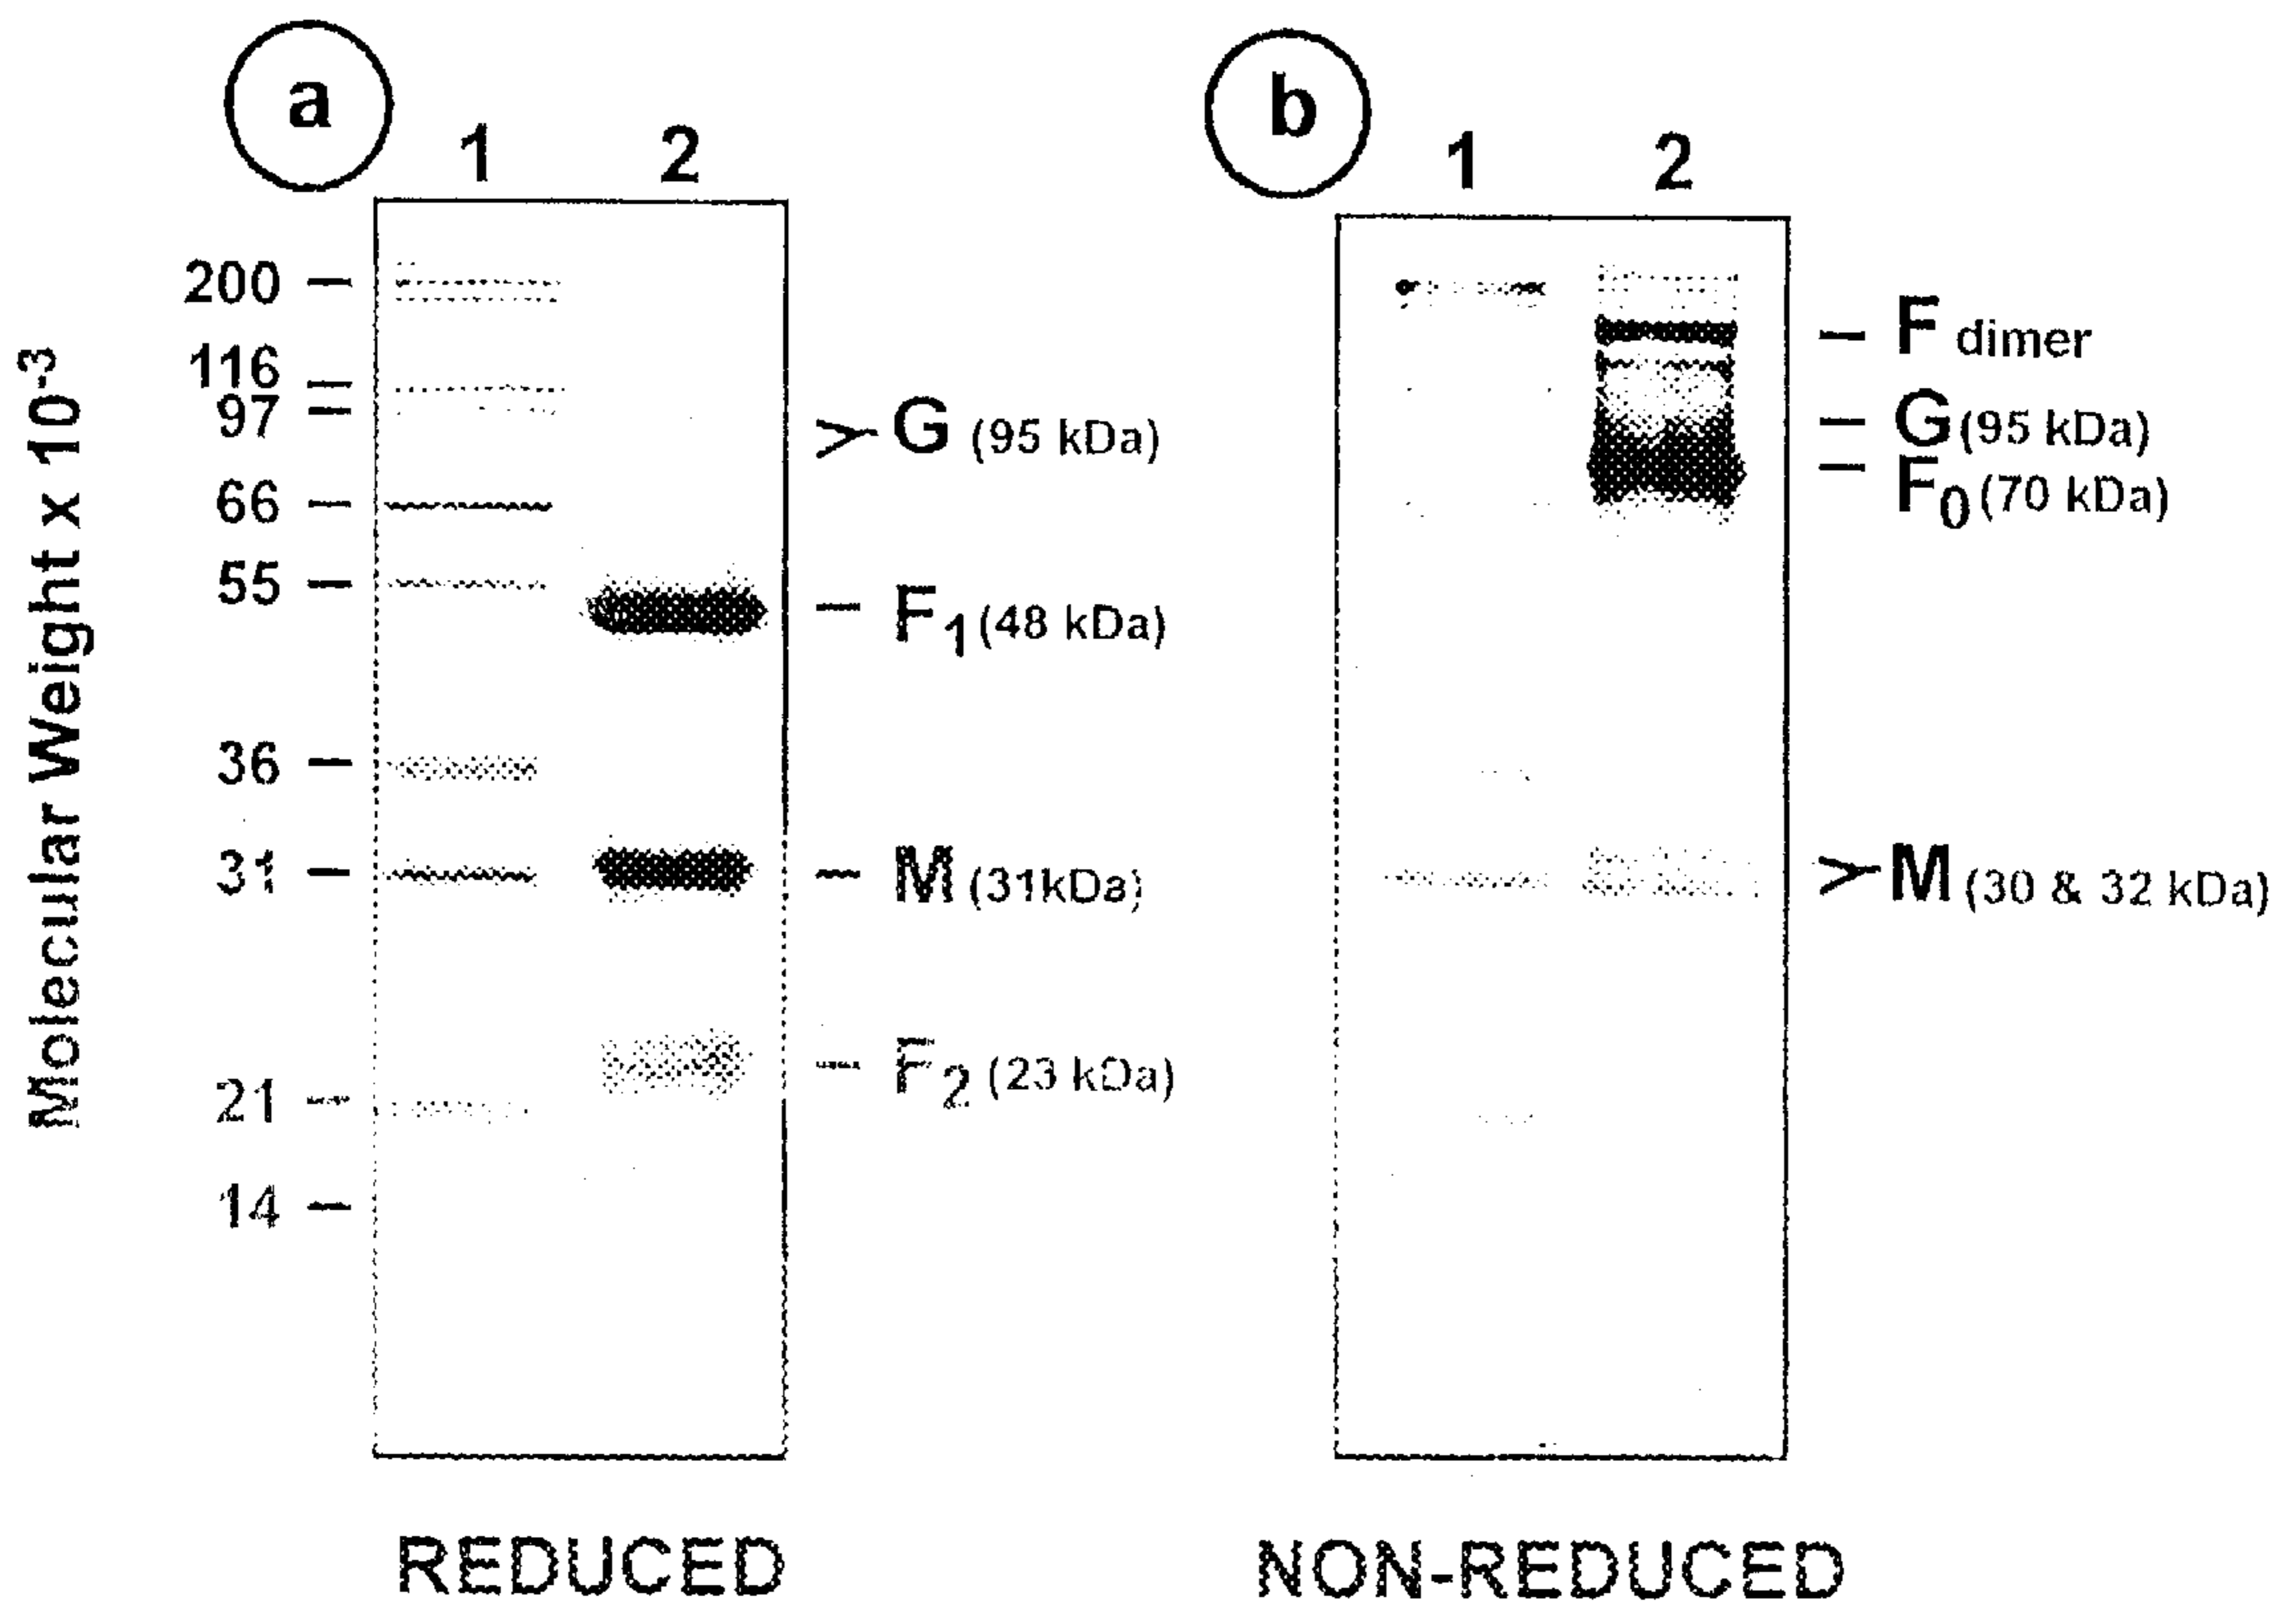 a
1 2
Molecular Weight x 10-3
200
116
97
66
55
36
31
21
14
G (95 kDa)
F1 (48 kDa)
M (31kDa)
F2 (23 kDa)
REDUCED
b
1 2
F dimer
G (95 kDa)
F0 (70 kDa)
M (30 & 32 kDa)
NON-REDUCED